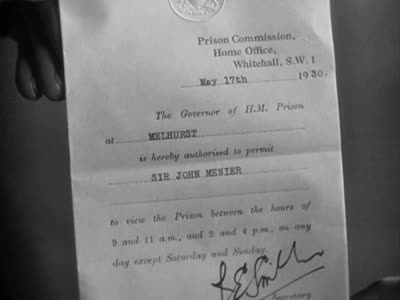 Prison Commission,
Home Office,
Whitehall, S.W. 1
May 17th 1930.
The Governor of H.M. Prison
at MELHURST
is hereby authorised to permit
SIR JOHN MENIER
to view the Prison between the hours of
9 and 11 a.m., and 2 and 4 p.m., on any
day except Saturday and Sunday.
Secretary